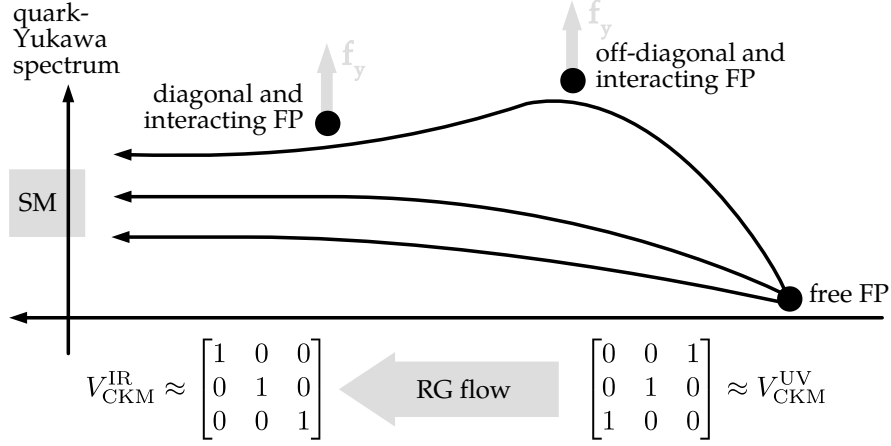 quark-
Yukawa
spectrum
f_y
f_y
off-diagonal and
interacting FP
diagonal and
interacting FP
SM
free FP
V_CKM^IR ≈ [1 0 0
0 1 0
0 0 1]
RG flow
[0 0 1
0 1 0
1 0 0] ≈ V_CKM^UV